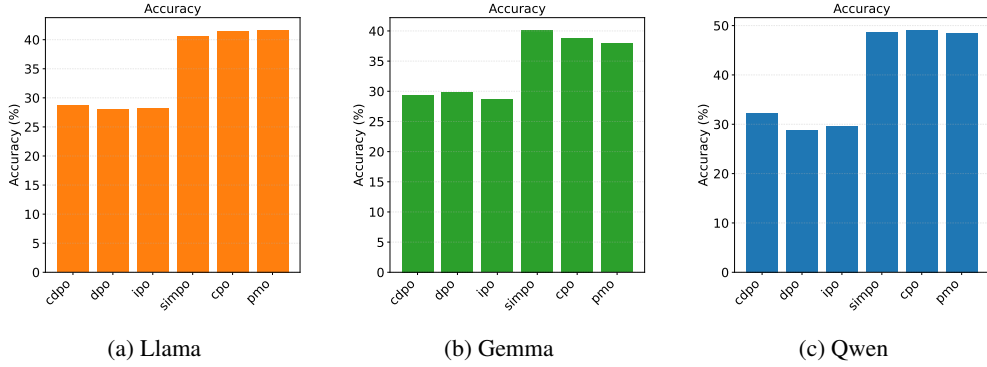 Accuracy
Accuracy (%)
40
35
30
25
20
15
10
5
0
cdpo
dpo
ipo
simpo
cpo
pmo
(a) Llama
Accuracy
Accuracy (%)
40
35
30
25
20
15
10
5
0
cdpo
dpo
ipo
simpo
cpo
pmo
(b) Gemma
Accuracy
Accuracy (%)
50
40
30
20
10
0
cdpo
dpo
ipo
simpo
cpo
pmo
(c) Qwen